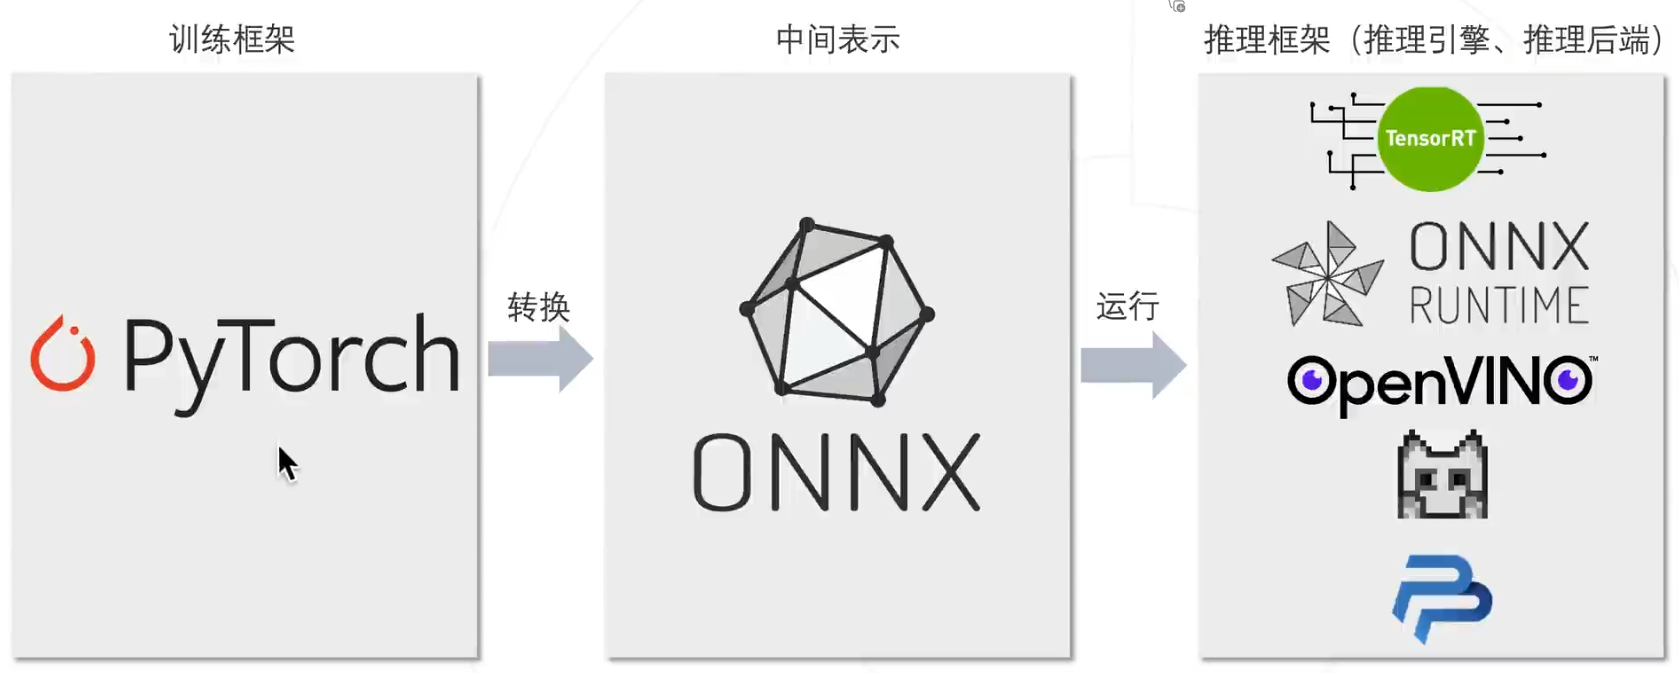 训练框架
中间表示
推理框架（推理引擎、推理后端）
PyTorch
转换
ONNX
运行
TensorRT
ONNX
RUNTIME
OpenVINO™